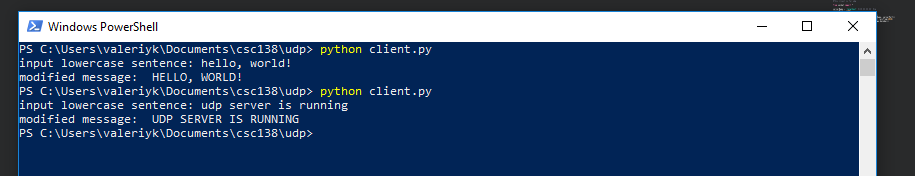 Windows PowerShell
PS C:\Users\valeriyk\Documents\csc138\udp> python client.py
input lowercase sentence: hello, world!
modified message:  HELLO, WORLD!
PS C:\Users\valeriyk\Documents\csc138\udp> python client.py
input lowercase sentence: udp server is running
modified message:  UDP SERVER IS RUNNING
PS C:\Users\valeriyk\Documents\csc138\udp>